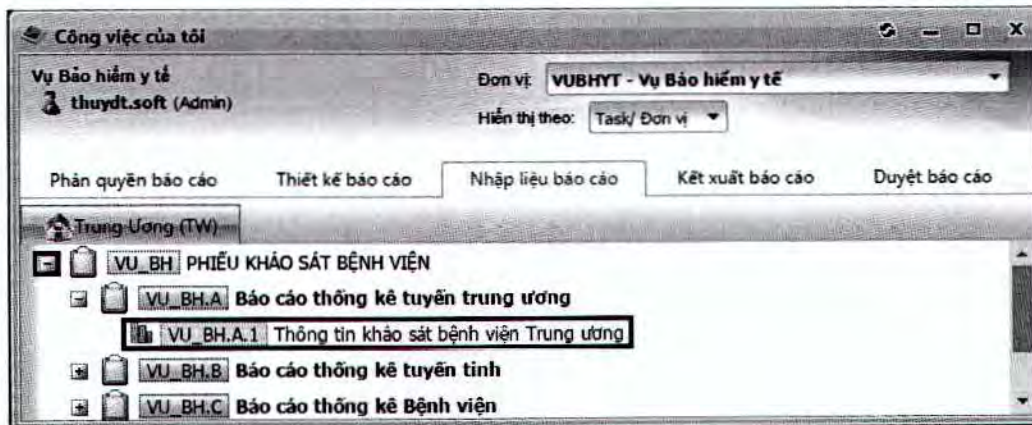 Công việc của tôi
Vụ Bảo hiểm y tế
Đơn vị: VUBHYT - Vụ Bảo hiểm y tế
thuydt.soft (Admin)
Hiển thị theo: Task/ Đơn vị
Phân quyền báo cáo Thiết kế báo cáo Nhập liệu báo cáo Kết xuất báo cáo Duyệt báo cáo
Trung Ương (TW)
VU_BH PHIẾU KHẢO SÁT BỆNH VIỆN
VU_BH.A Báo cáo thống kê tuyến trung ương
VU_BH.A.1 Thông tin khảo sát bệnh viện Trung ương
VU_BH.B Báo cáo thống kê tuyến tỉnh
VU_BH.C Báo cáo thống kê Bệnh viện